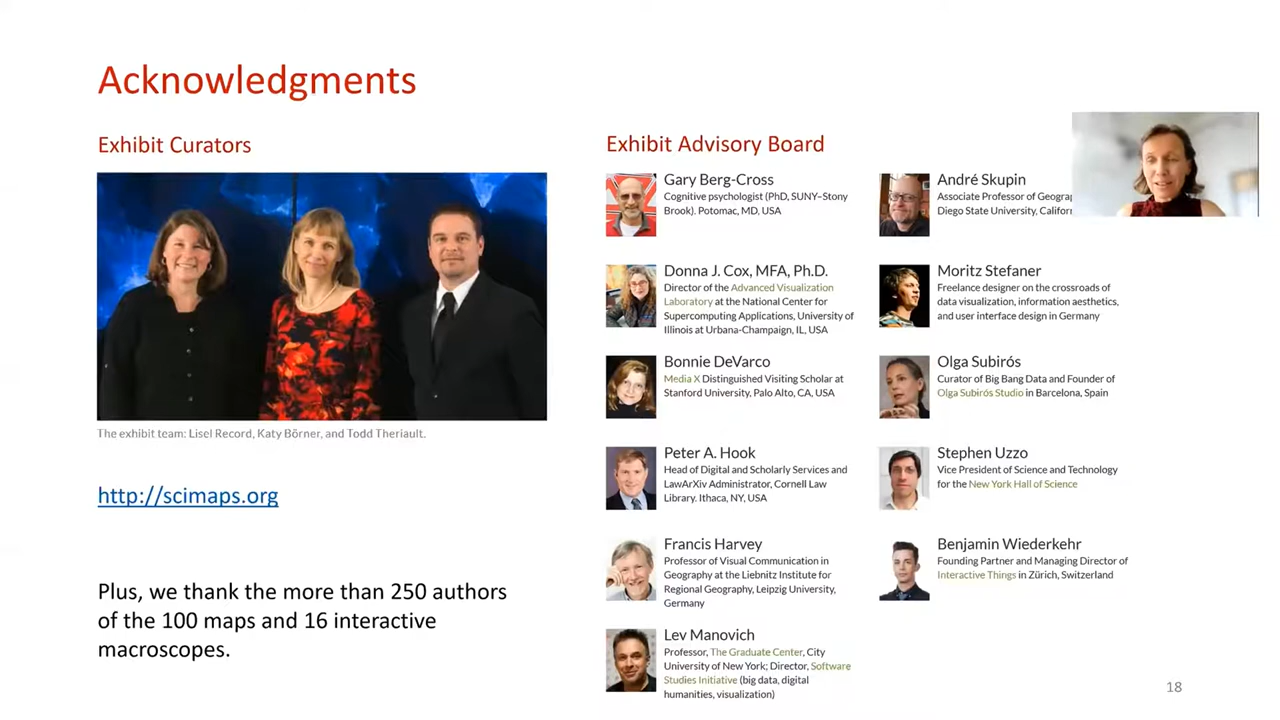 Acknowledgments
Exhibit Curators
The exhibit team: Lisel Record, Katy Börner, and Todd Theriault.
http://scimaps.org
Plus, we thank the more than 250 authors
of the 100 maps and 16 interactive
macroscopes.
Exhibit Advisory Board
Gary Berg-Cross
Cognitive psychologist (PhD, SUNY–Stony
Brook). Potomac, MD, USA
Donna J. Cox, MFA, Ph.D.
Director of the Advanced Visualization
Laboratory at the National Center for
Supercomputing Applications, University of
Illinois at Urbana-Champaign, IL, USA
Bonnie DeVarco
Media X Distinguished Visiting Scholar at
Stanford University, Palo Alto, CA, USA
Peter A. Hook
Head of Digital and Scholarly Services and
LawArXiv Administrator, Cornell Law
Library. Ithaca, NY, USA
Francis Harvey
Professor of Visual Communication in
Geography at the Liebnitz Institute for
Regional Geography, Leipzig University,
Germany
Lev Manovich
Professor, The Graduate Center, City
University of New York; Director, Software
Studies Initiative (big data, digital
humanities, visualization)
André Skupin
Associate Professor of
Diego State University,
Moritz Stefaner
Freelance designer on the crossroads of
data visualization, information aesthetics,
and user interface design in Germany
Olga Subirós
Curator of Big Bang Data and Founder of
Olga Subirós Studio in Barcelona, Spain
Stephen Uzzo
Vice President of Science and Technology
for the New York Hall of Science
Benjamin Wiederkehr
Founding Partner and Managing Director of
Interactive Things in Zürich, Switzerland
18